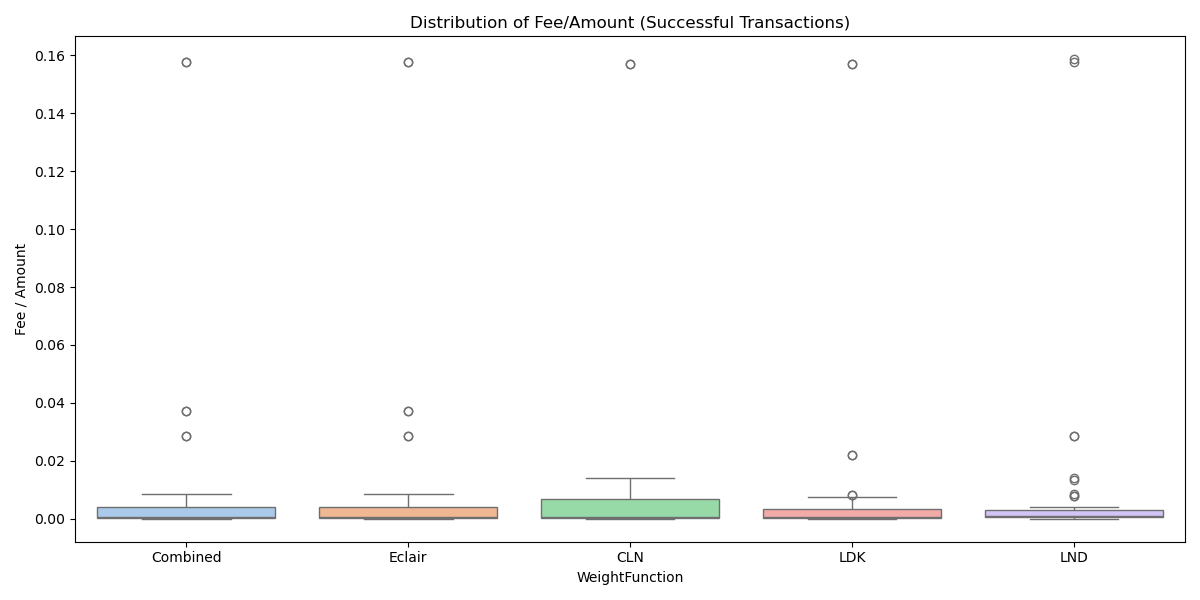 Distribution of Fee/Amount (Successful Transactions)
0.16
0.14
0.12
0.10
0.08
0.06
0.04
0.02
0.00
Fee / Amount
Combined
Eclair
CLN
LDK
LND
WeightFunction